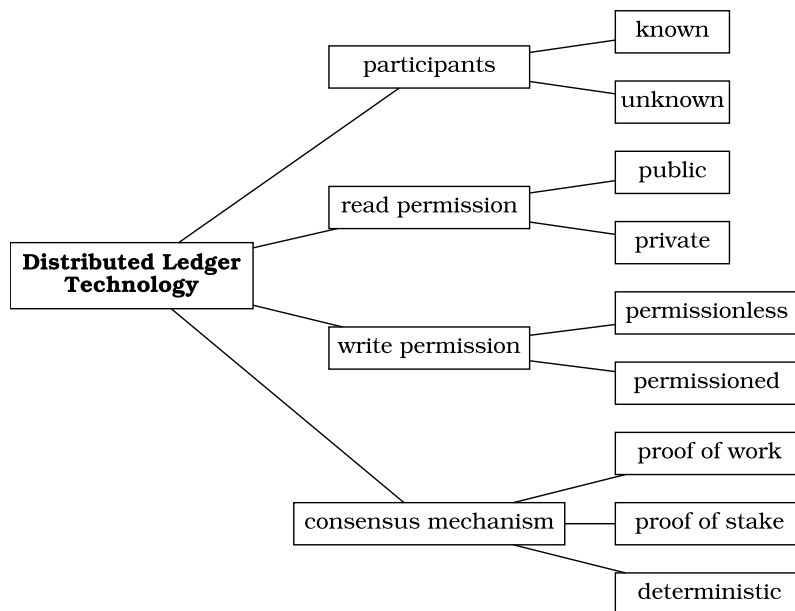 known
participants
unknown
public
read permission
private
Distributed Ledger
Technology
permissionless
write permission
permissioned
proof of work
consensus mechanism
proof of stake
deterministic